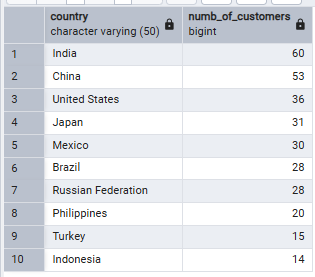 country numb_of_customers
character varying (50) bigint
1 India 60
2 China 53
3 United States 36
4 Japan 31
5 Mexico 30
6 Brazil 28
7 Russian Federation 28
8 Philippines 20
9 Turkey 15
10 Indonesia 14